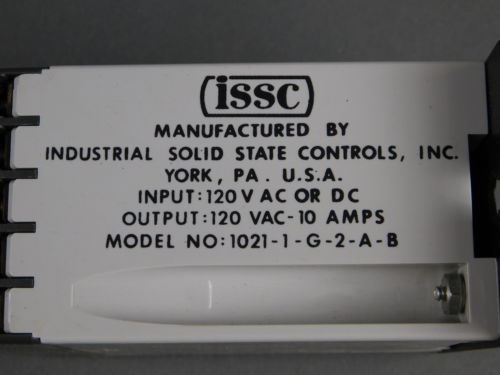 issc
MANUFACTURED BY
INDUSTRIAL SOLID STATE CONTROLS, INC.
YORK, PA. U.S.A.
INPUT: 120 V AC OR DC
OUTPUT: 120 VAC-10 AMPS
MODEL NO: 1021-1-G-2-A-B